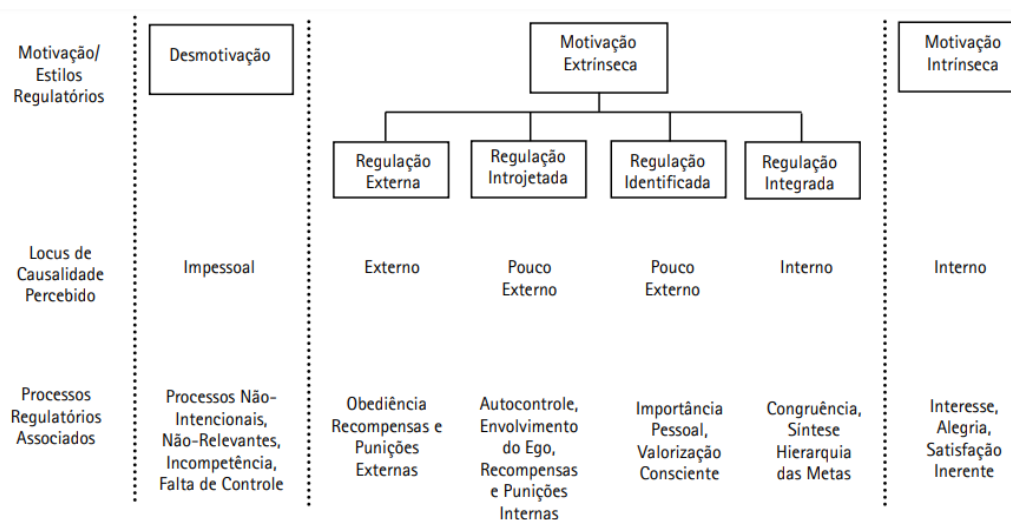 Motivação/
Estilos
Regulatórios
Desmotivação
Motivação
Extrínseca
Motivação
Intrínseca
Regulação
Externa
Regulação
Introjetada
Regulação
Identificada
Regulação
Integrada
Locus de
Causalidade
Percebido
Impessoal
Externo
Pouco
Externo
Pouco
Externo
Interno
Interno
Processos
Regulatórios
Associados
Processos Não-
Intencionais,
Não-Relevantes,
Incompetência,
Falta de Controle
Obediência
Recompensas e
Punições
Externas
Autocontrole,
Envolvimento
do Ego,
Recompensas
e Punições
Internas
Importância
Pessoal,
Valorização
Consciente
Congruência,
Síntese
Hierarquia
das Metas
Interesse,
Alegria,
Satisfação
Inerente